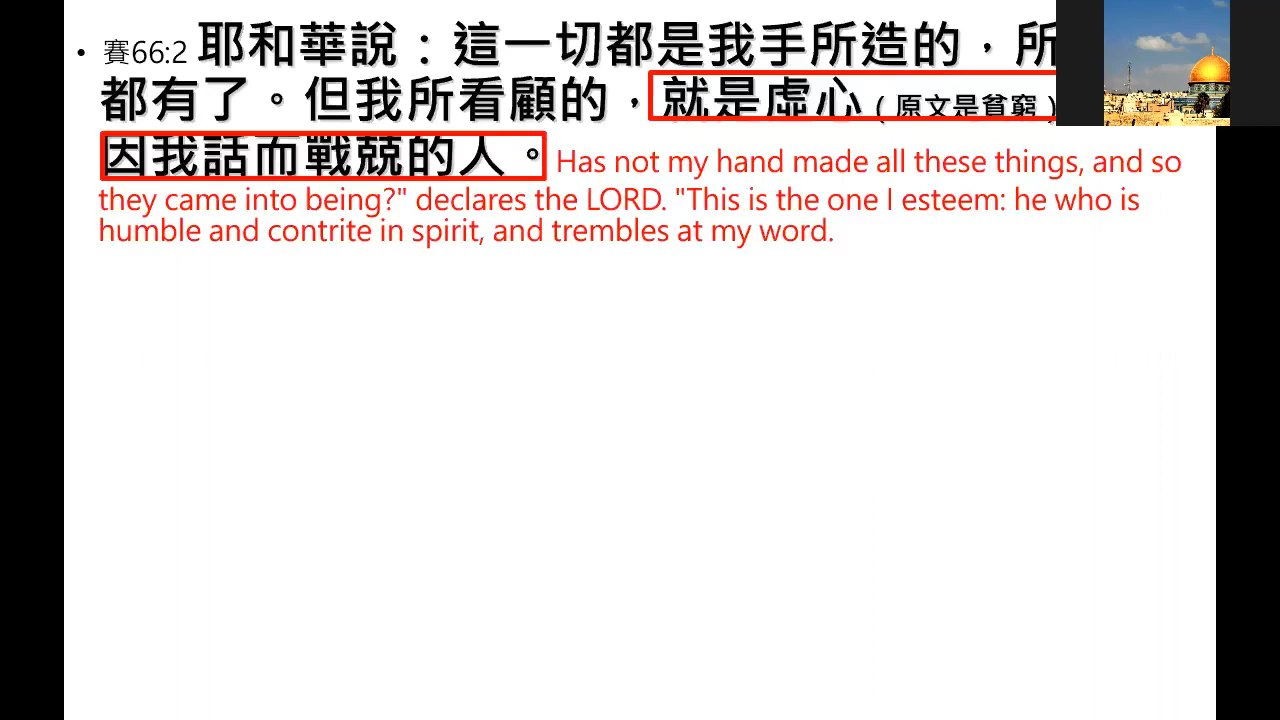 • 賽66:2 耶和華說：這一切都是我手所造的，所
都有了。但我所看顧的，就是虛心（原文是貧窮）
因我話而戰兢的人。Has not my hand made all these things, and so
they came into being?" declares the LORD. "This is the one I esteem: he who is
humble and contrite in spirit, and trembles at my word.